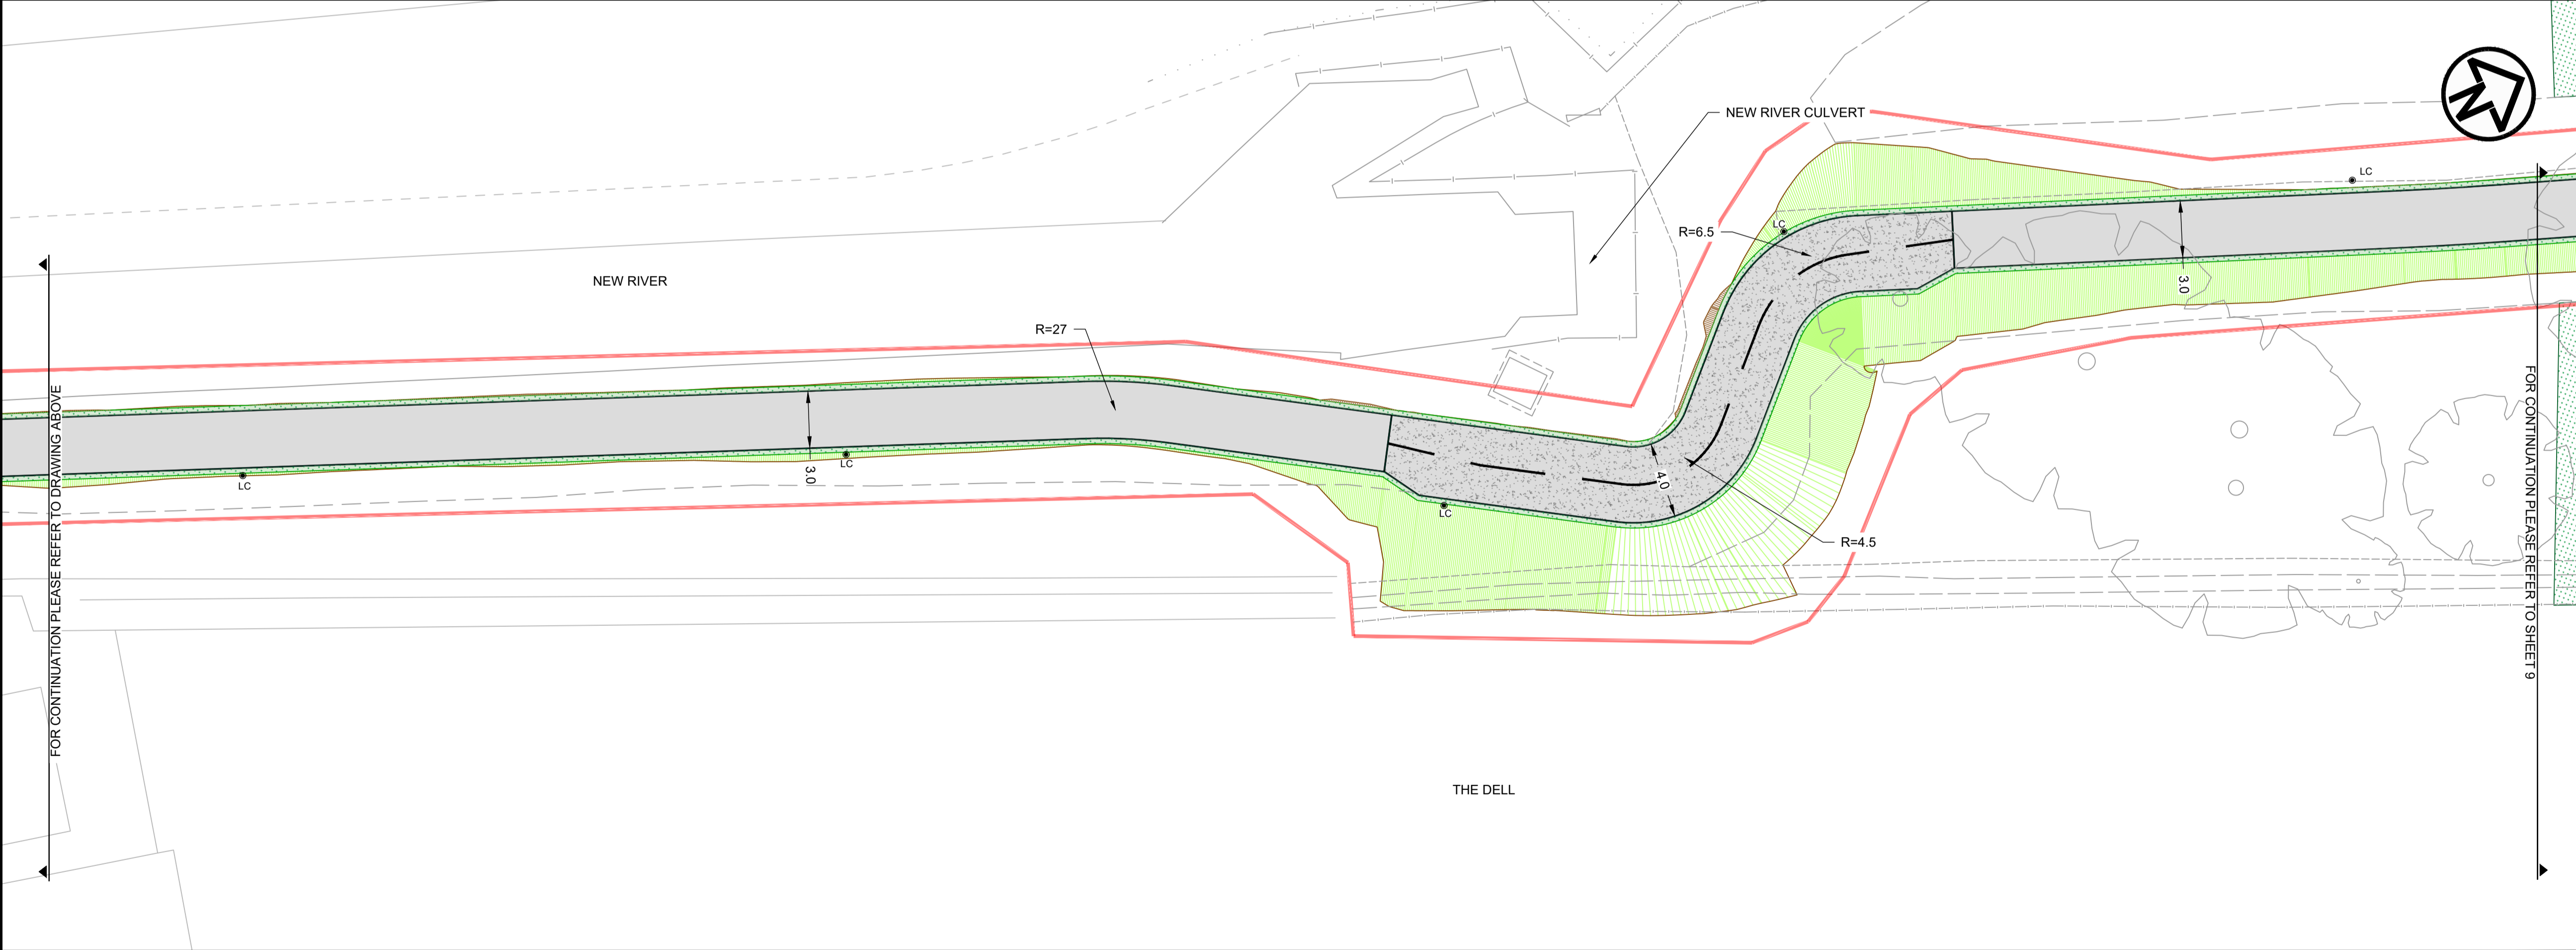 NEW RIVER CULVERT
N
LC
LC
R=6.5
NEW RIVER
3.0
R=27
FOR CONTINUATION PLEASE REFER TO DRAWING ABOVE
FOR CONTINUATION PLEASE REFER TO SHEET 9
LC
3.0
4.0
LC
LC
R=4.5
THE DELL